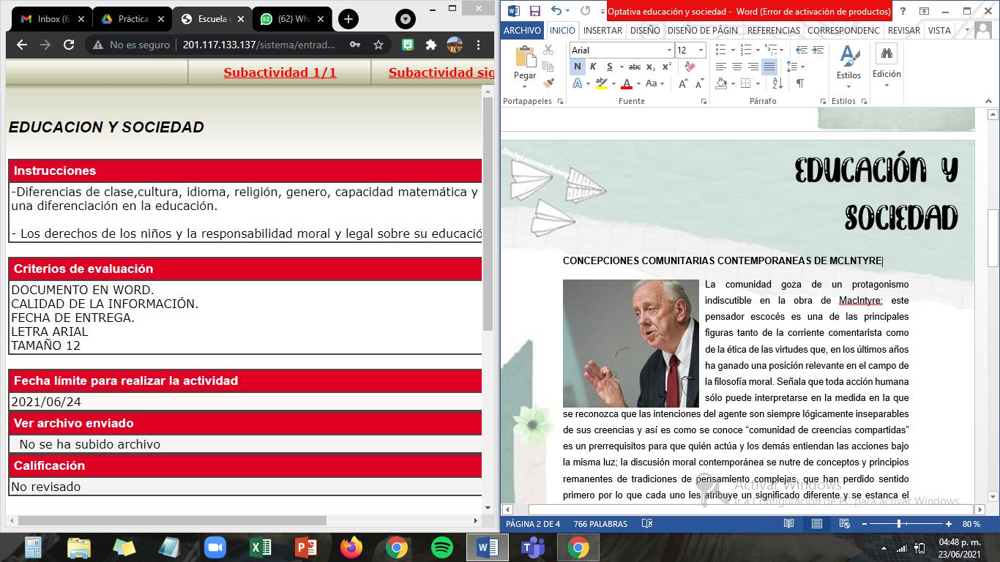 Inbox (6
Práctica
Escuela
(62) Wha
No es seguro
201.117.133.137/sistema/entrad...
Subactividad 1/1
Subactividad sig
EDUCACION Y SOCIEDAD
Instrucciones
-Diferencias de clase,cultura, idioma, religión, genero, capacidad matemática y
una diferenciación en la educación.
- Los derechos de los niños y la responsabilidad moral y legal sobre su educació
Criterios de evaluación
DOCUMENTO EN WORD.
CALIDAD DE LA INFORMACIÓN.
FECHA DE ENTREGA.
LETRA ARIAL
TAMAÑO 12
Fecha límite para realizar la actividad
2021/06/24
Ver archivo enviado
No se ha subido archivo
Calificación
No revisado
Optativa educación y sociedad - Word (Error de activación de productos)
ARCHIVO INICIO INSERTAR DISEÑO DISEÑO DE PÁGIN REFERENCIAS CORRESPONDENC REVISAR VISTA
Arial 12
Pegar
N K S abc x₂ x²
A aby A Aa A A
Estilos
Edición
Portapapeles Fuente Párrafo Estilos
EDUCACIÓN Y
SOCIEDAD
CONCEPCIONES COMUNITARIAS CONTEMPORANEAS DE MCLNTYRE
La comunidad goza de un protagonismo
indiscutible en la obra de Maclntyre; este
pensador escocés es una de las principales
figuras tanto de la corriente comentarista como
de la ética de las virtudes que, en los últimos años
ha ganado una posición relevante en el campo de
la filosofía moral. Señala que toda acción humana
sólo puede interpretarse en la medida en la que
se reconozca que las intenciones del agente son siempre lógicamente inseparables
de sus creencias y así es como se conoce “comunidad de creencias compartidas”
es un prerrequisitos para que quién actúa y los demás entiendan las acciones bajo
la misma luz; la discusión moral contemporánea se nutre de conceptos y principios
remanentes de tradiciones de pensamiento complejas, que han perdido sentido
primero por lo que cada uno les atribuye un significado diferente y se estanca el
Activar Windows
Ir a Configuración de PC para activar Windows.
PÁGINA 2 DE 4 766 PALABRAS 80 %
04:48 p. m.
23/06/2021